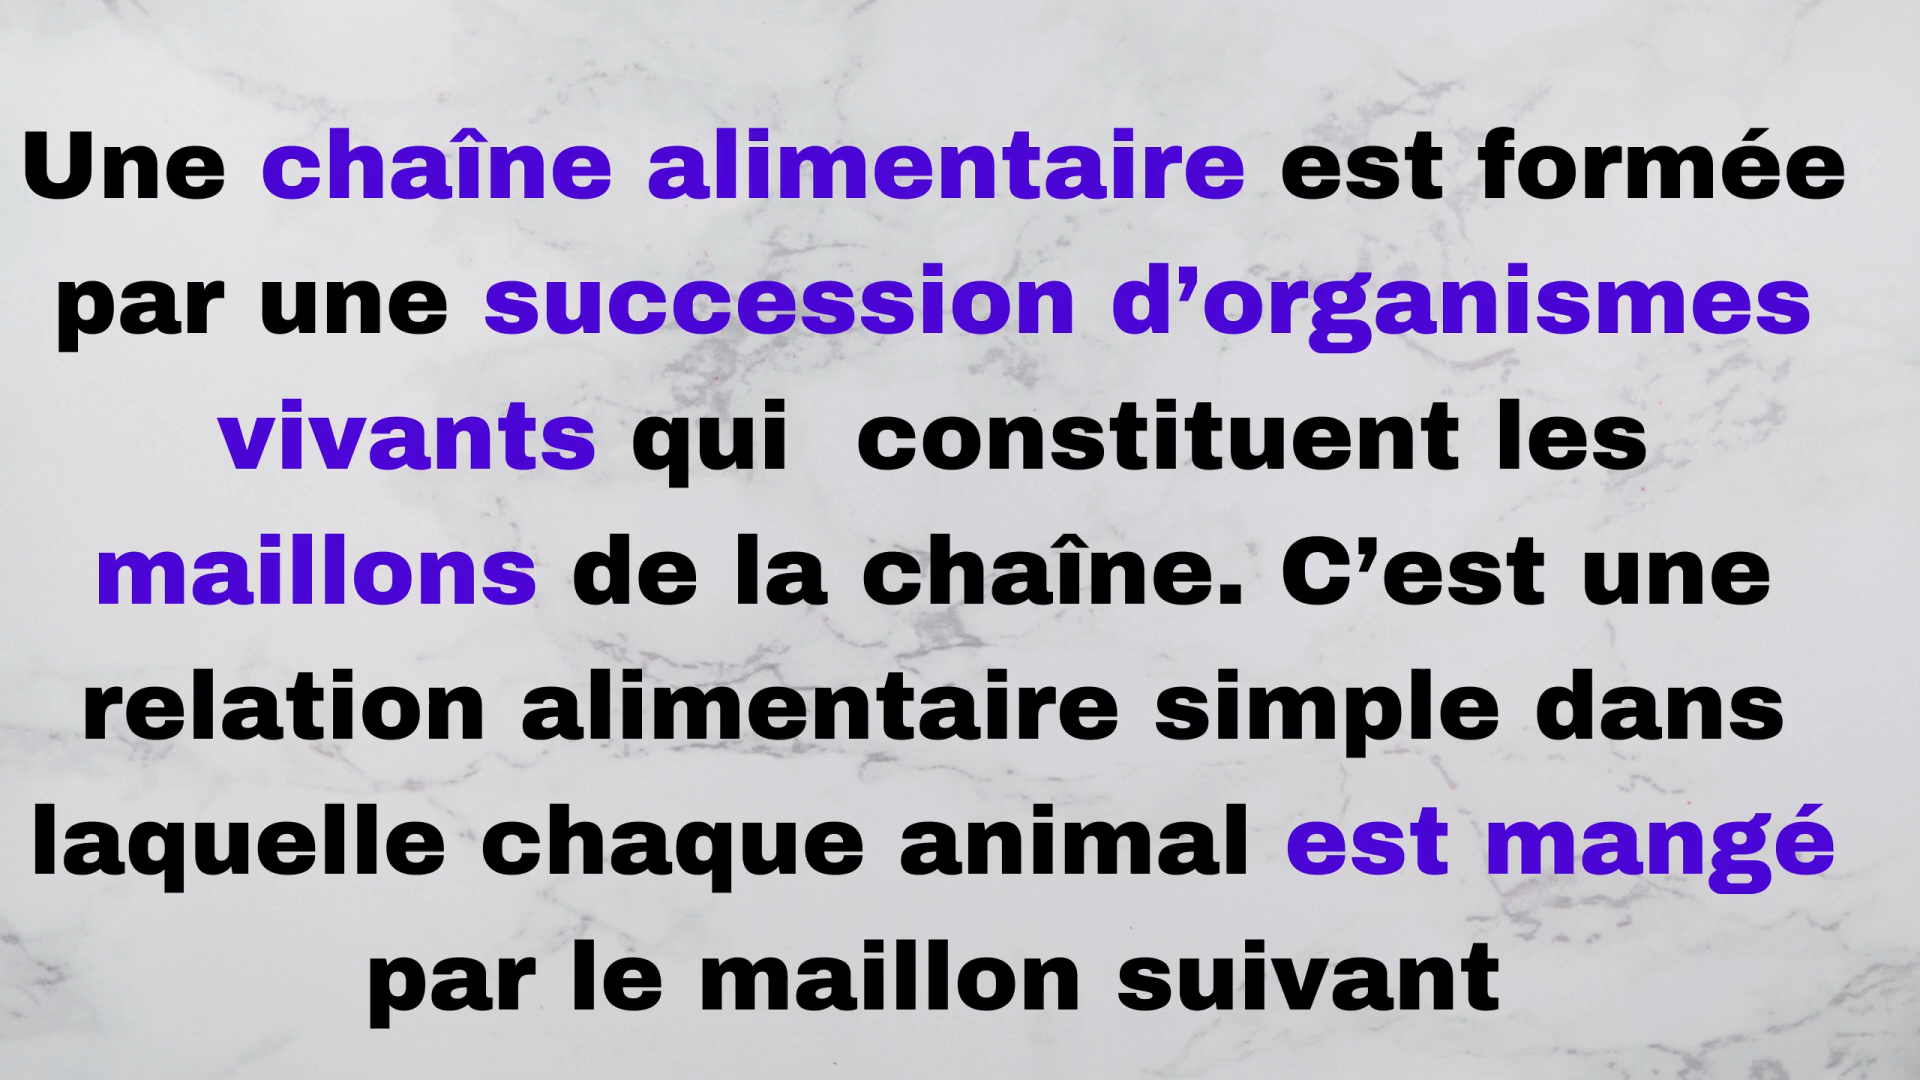 Une chaîne alimentaire est formée
par une succession d’organismes
vivants qui  constituent les
maillons de la chaîne. C’est une
relation alimentaire simple dans
laquelle chaque animal est mangé
par le maillon suivant